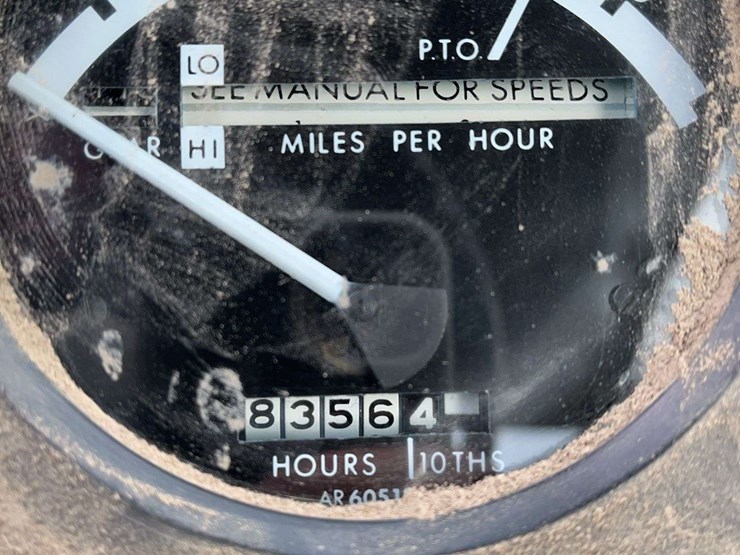 P.T.O.
LO
SEE MANUAL FOR SPEEDS
HI MILES PER HOUR
83564
HOURS 10THS